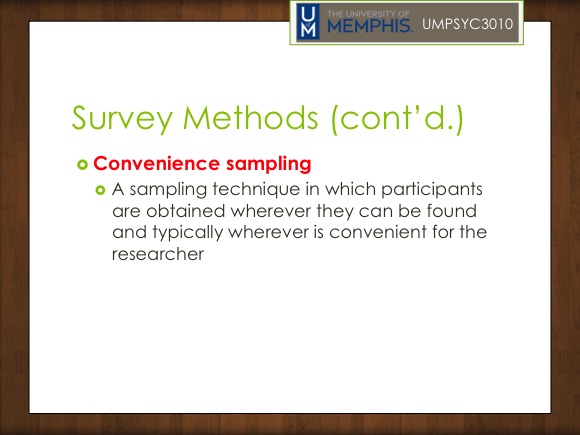 UM
THE UNIVERSITY OF
MEMPHIS.
UMPSYC3010
Survey Methods (cont’d.)
Convenience sampling
A sampling technique in which participants
are obtained wherever they can be found
and typically wherever is convenient for the
researcher